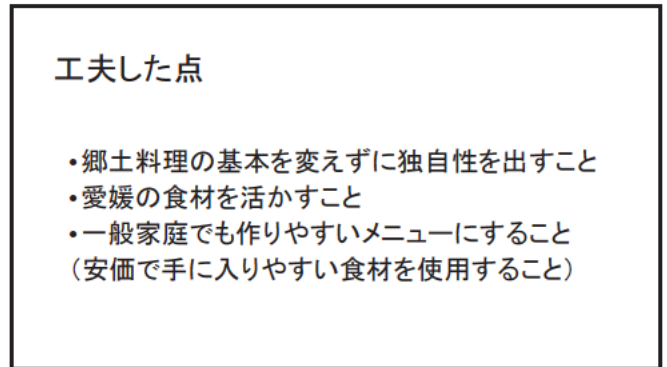 工夫した点
•郷土料理の基本を変えずに独自性を出すこと
•愛媛の食材を活かすこと
•一般家庭でも作りやすいメニューにすること
（安価で手に入りやすい食材を使用すること）